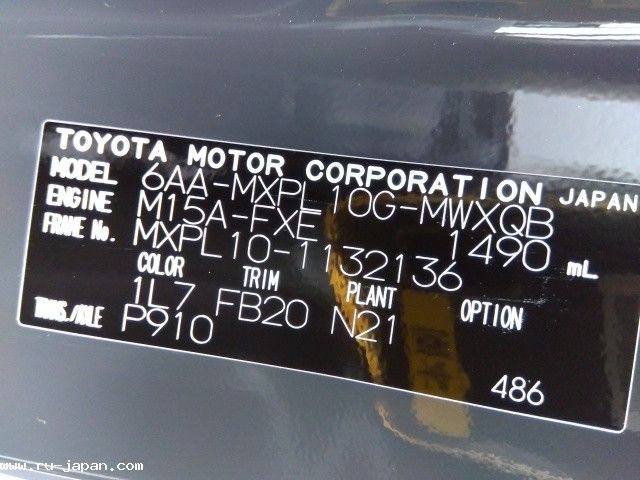 TOYOTA MOTOR CORPORATION JAPAN
MODEL 6AA-MXPL10G-MWXQB
ENGINE M15A-FXE 1490 mL
FRAME No. MXPL10-1132136
COLOR TRIM PLANT OPTION
1L7 FB20 N21
TRANS./AXLE P910
486
www.ru-japan.com